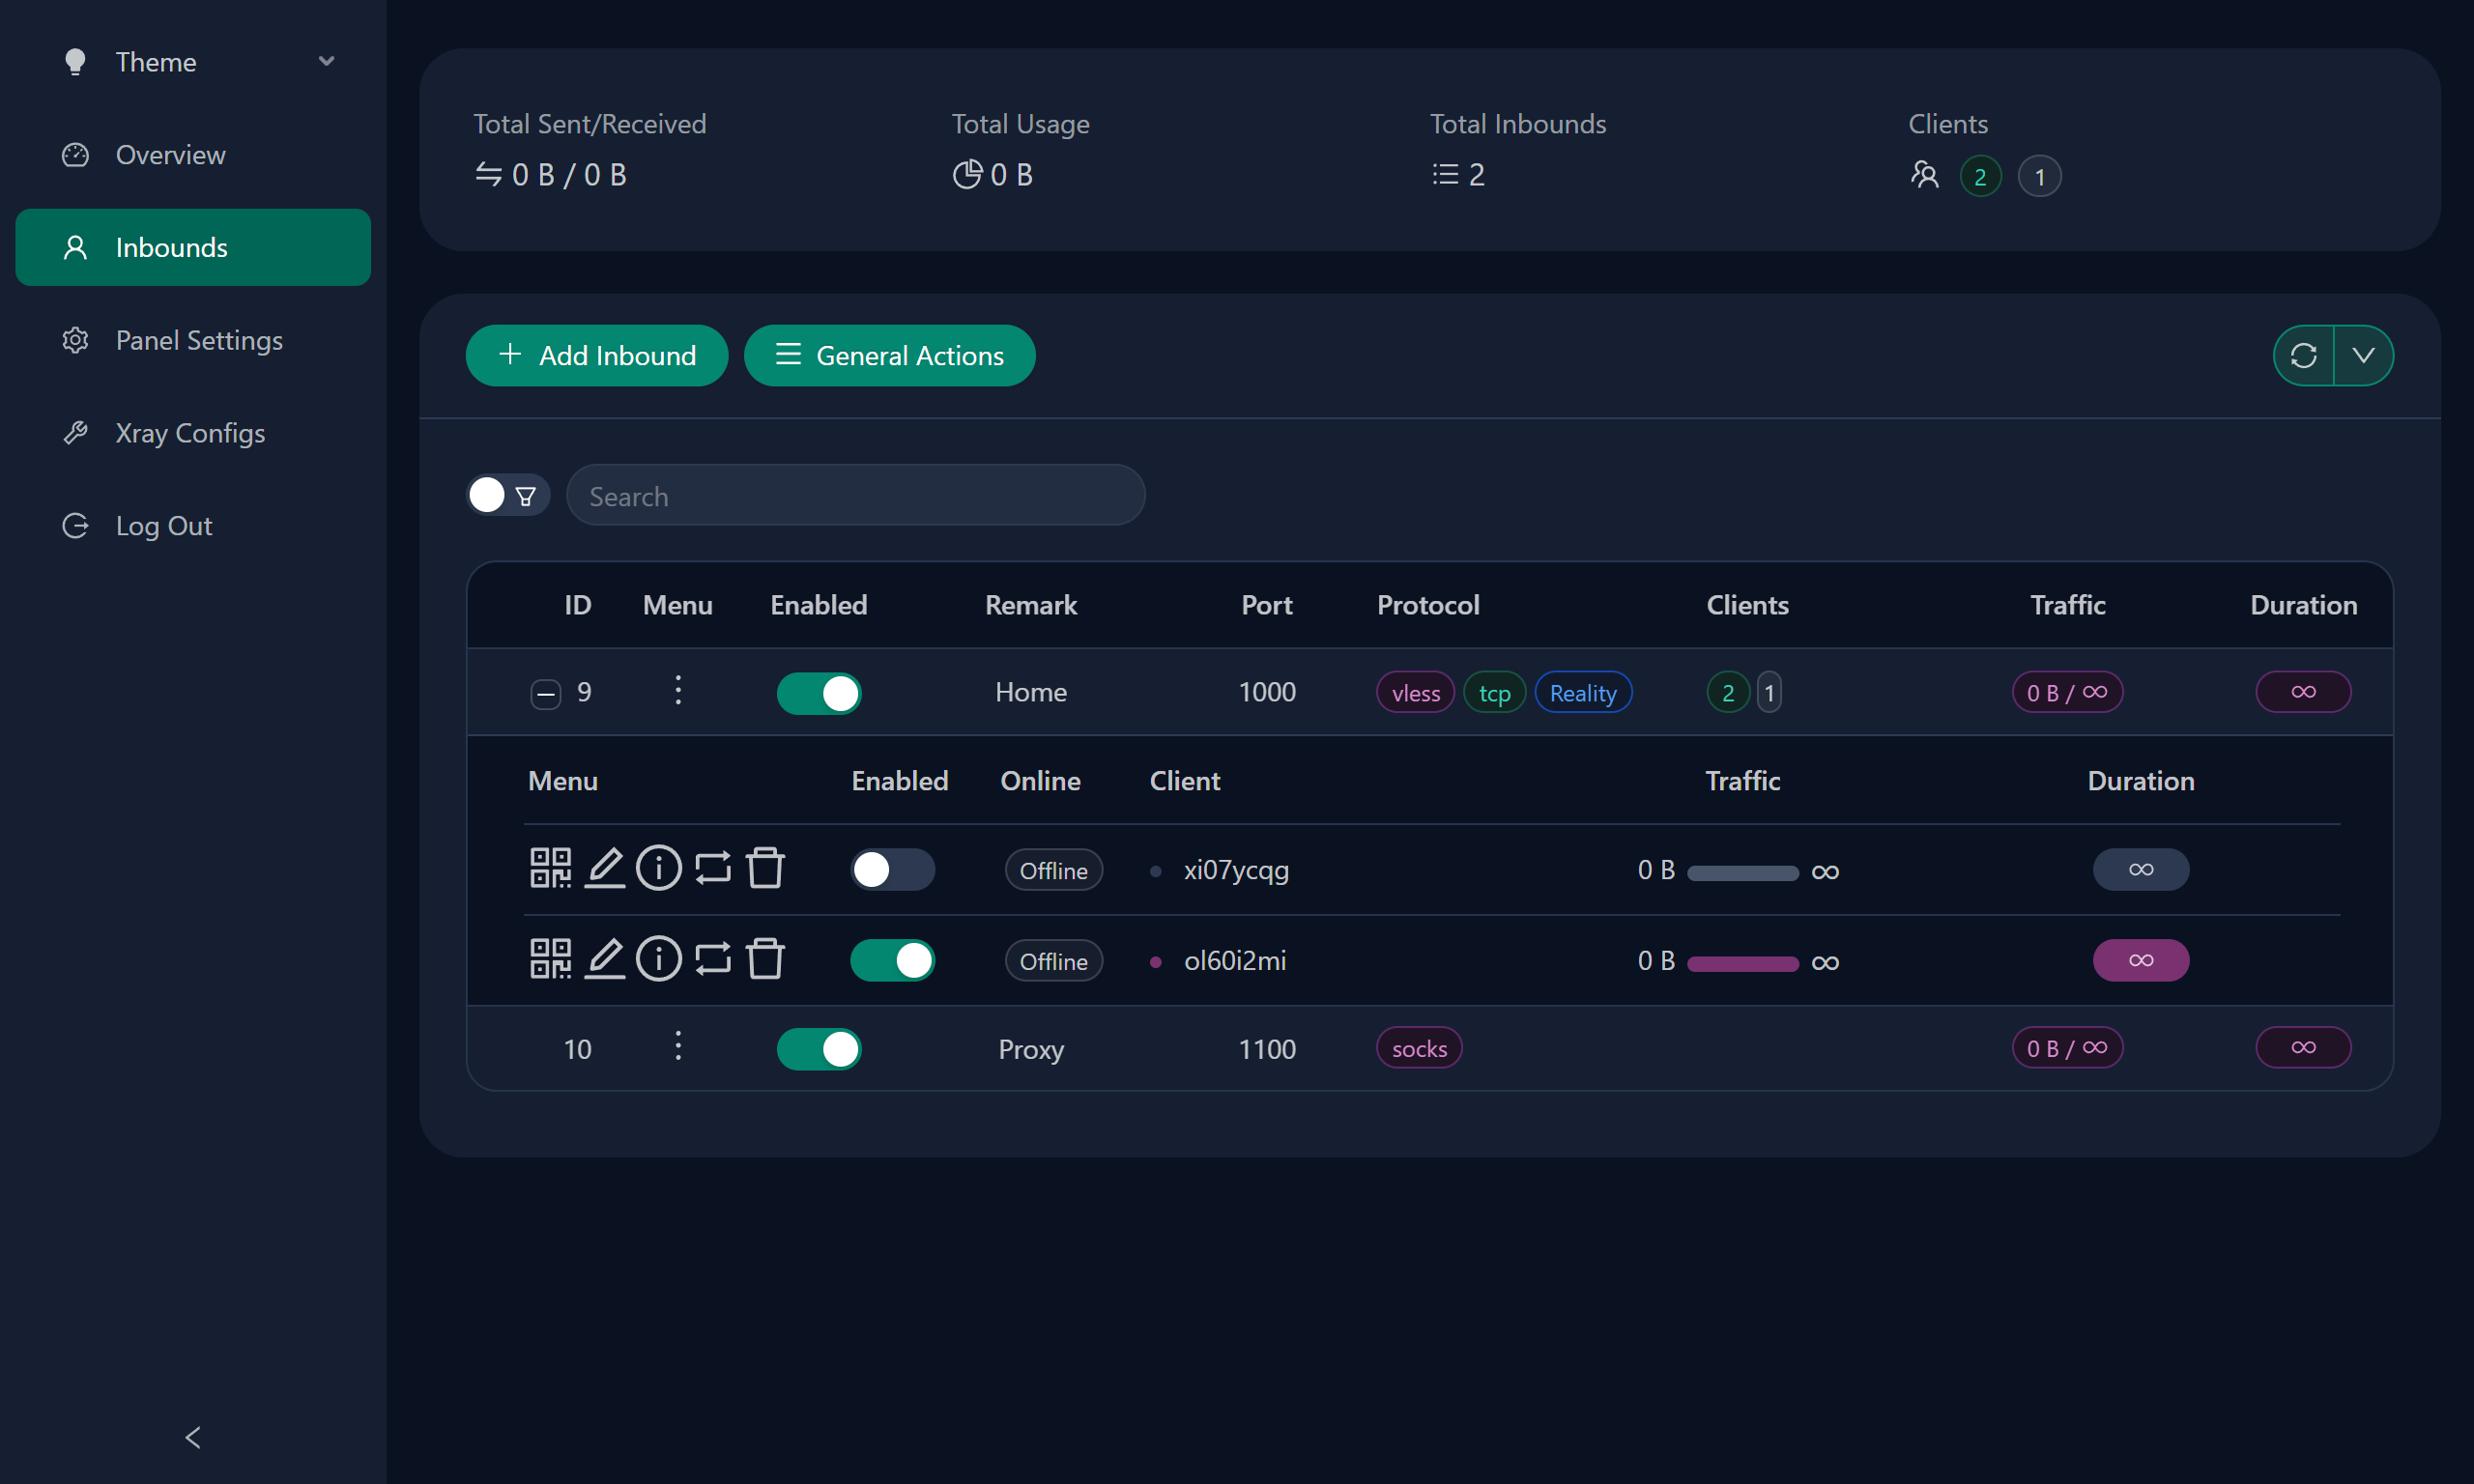 Theme
Overview
Inbounds
Panel Settings
Xray Configs
Log Out
Total Sent/Received
0 B / 0 B
Total Usage
0 B
Total Inbounds
2
Clients
2 1
Add Inbound
General Actions
Search
ID Menu Enabled Remark Port Protocol Clients Traffic Duration
9 Home 1000 vless tcp Reality 2 1 0 B / ∞ ∞
Menu Enabled Online Client Traffic Duration
Offline xi07ycqg 0 B ∞ ∞
Offline ol60i2mi 0 B ∞ ∞
10 Proxy 1100 socks 0 B / ∞ ∞